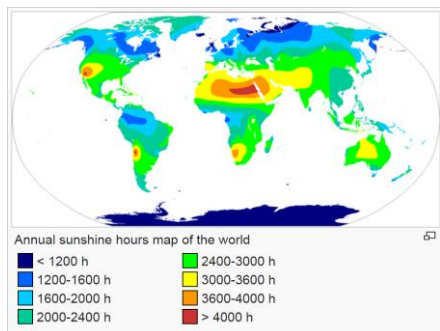 Annual sunshine hours map of the world
< 1200 h
1200-1600 h
1600-2000 h
2000-2400 h
2400-3000 h
3000-3600 h
3600-4000 h
> 4000 h